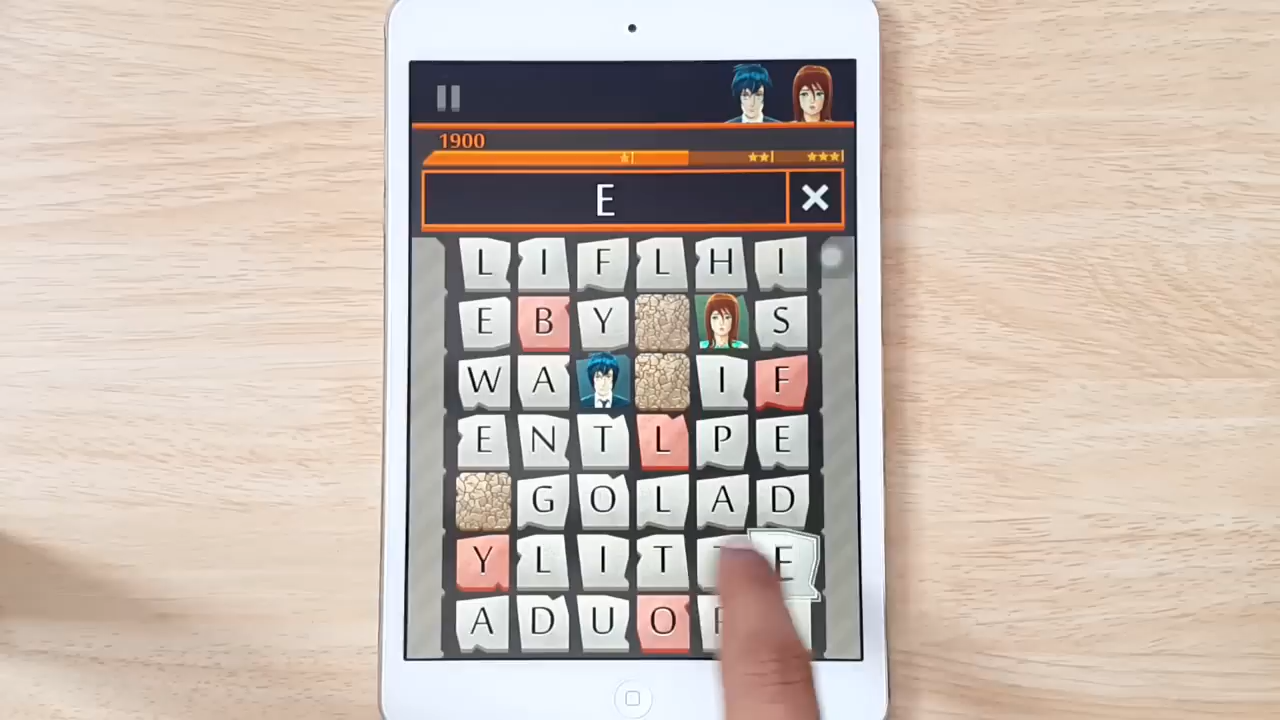 1900
E
L I F L H I
E B Y S
W A I F
E N T L P E
G O L A D
Y L I T E
A D U O